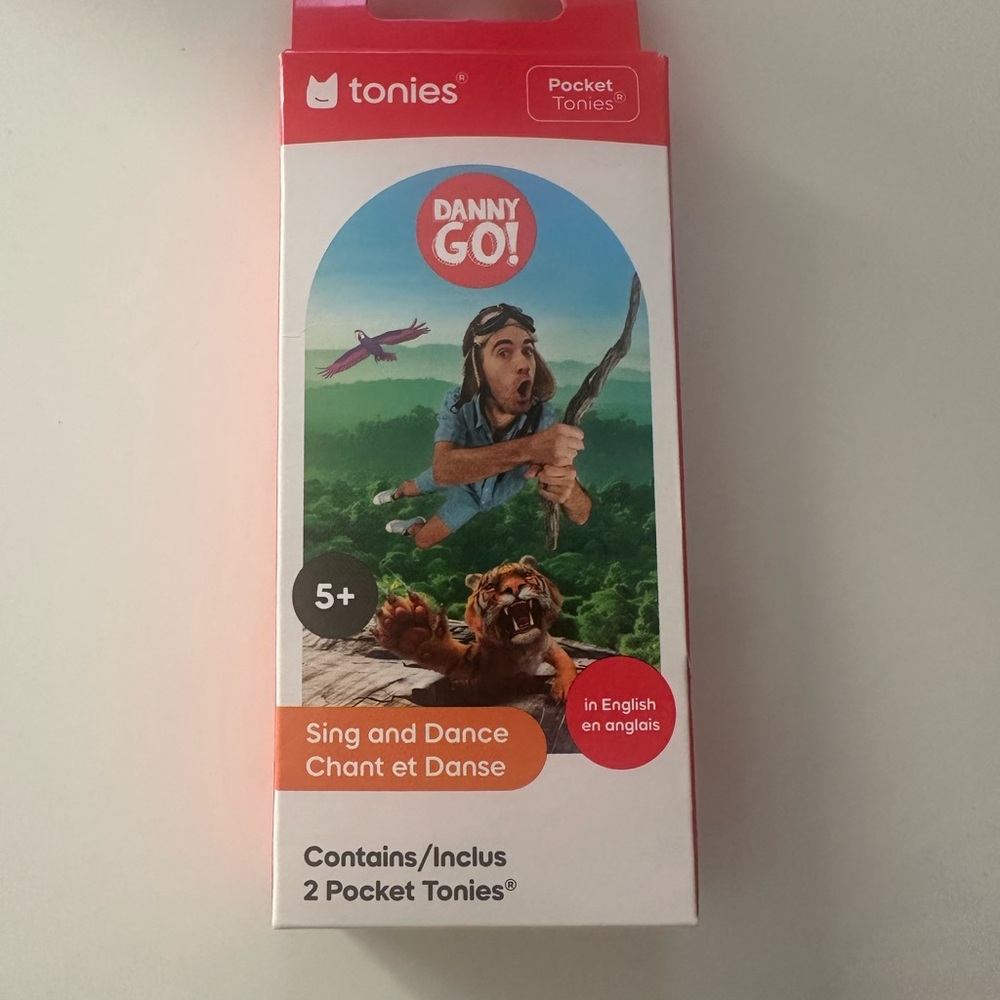 tonies®
Pocket
Tonies®
DANNY
GO!
5+
in English
en anglais
Sing and Dance
Chant et Danse
Contains/Inclus
2 Pocket Tonies®